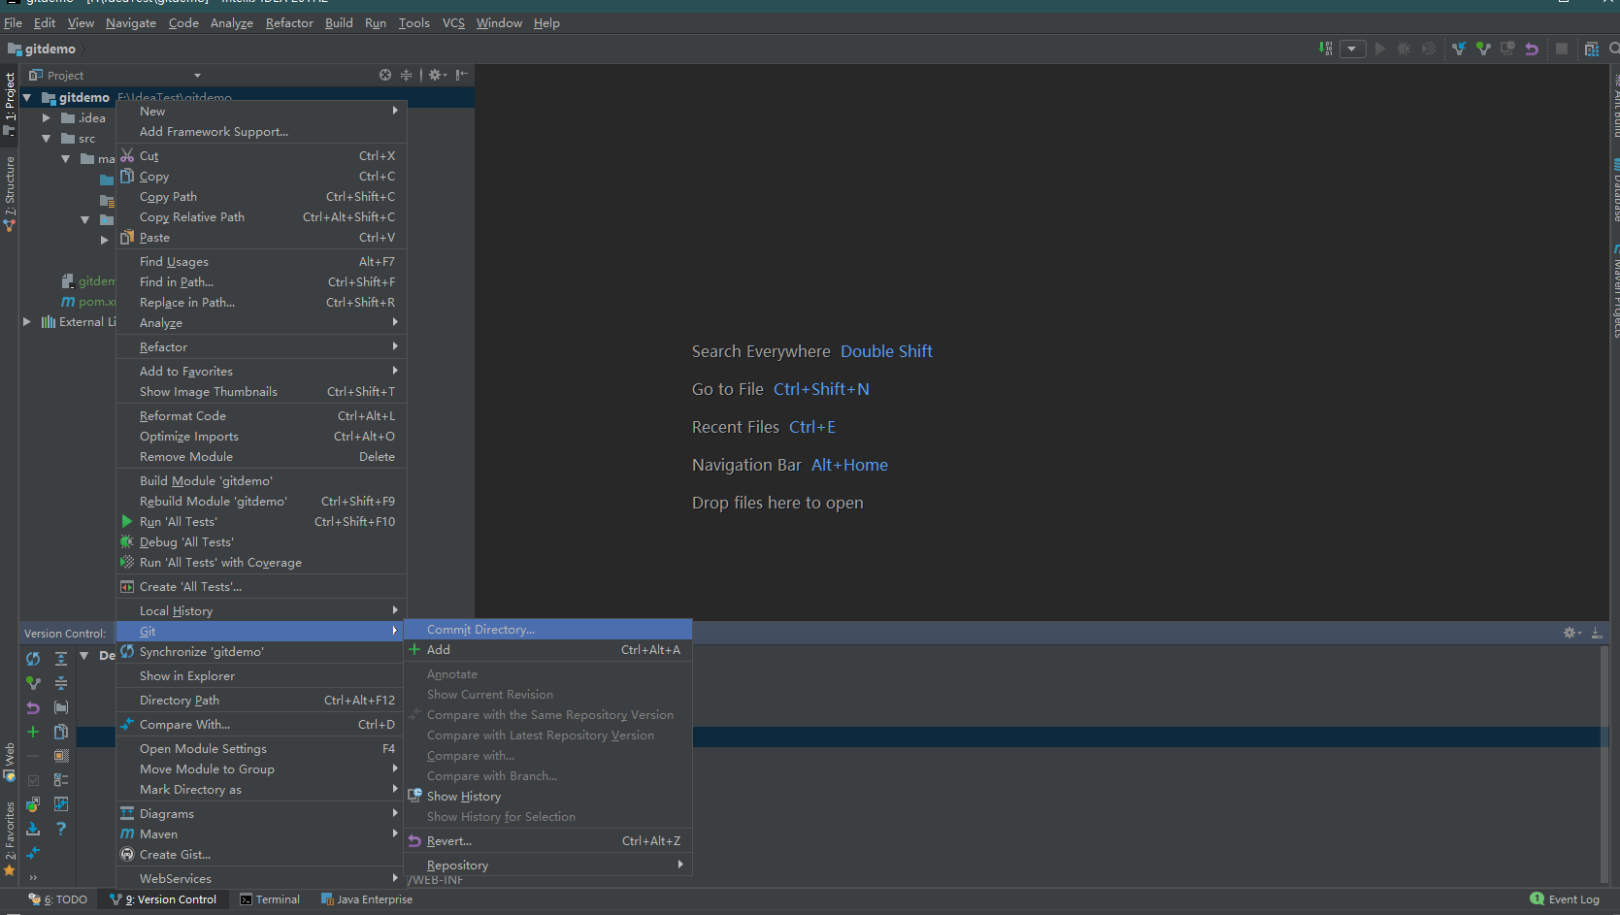 File Edit View Navigate Code Analyze Refactor Build Run Tools VCS Window Help
gitdemo
1: Project
7: Structure
Web
2: Favorites
Project
gitdemo F:\IdeaTest\gitdemo
.idea
src
ma
gitdem
pom.x
External Li
New
Add Framework Support...
Cut Ctrl+X
Copy Ctrl+C
Copy Path Ctrl+Shift+C
Copy Relative Path Ctrl+Alt+Shift+C
Paste Ctrl+V
Find Usages Alt+F7
Find in Path... Ctrl+Shift+F
Replace in Path... Ctrl+Shift+R
Analyze
Refactor
Add to Favorites
Show Image Thumbnails Ctrl+Shift+T
Reformat Code Ctrl+Alt+L
Optimize Imports Ctrl+Alt+O
Remove Module Delete
Build Module 'gitdemo'
Rebuild Module 'gitdemo' Ctrl+Shift+F9
Run 'All Tests' Ctrl+Shift+F10
Debug 'All Tests'
Run 'All Tests' with Coverage
Create 'All Tests'...
Local History
Git
Synchronize 'gitdemo'
Show in Explorer
Directory Path Ctrl+Alt+F12
Compare With... Ctrl+D
Open Module Settings F4
Move Module to Group
Mark Directory as
Diagrams
Maven
Create Gist...
WebServices
Commit Directory...
Add Ctrl+Alt+A
Annotate
Show Current Revision
Compare with the Same Repository Version
Compare with Latest Repository Version
Compare with...
Compare with Branch...
Show History
Show History for Selection
Revert... Ctrl+Alt+Z
Repository
/WEB-INF
Search Everywhere Double Shift
Go to File Ctrl+Shift+N
Recent Files Ctrl+E
Navigation Bar Alt+Home
Drop files here to open
Ant Build
Database
Maven Projects
Version Control:
De
6: TODO
9: Version Control
Terminal
Java Enterprise
1 Event Log